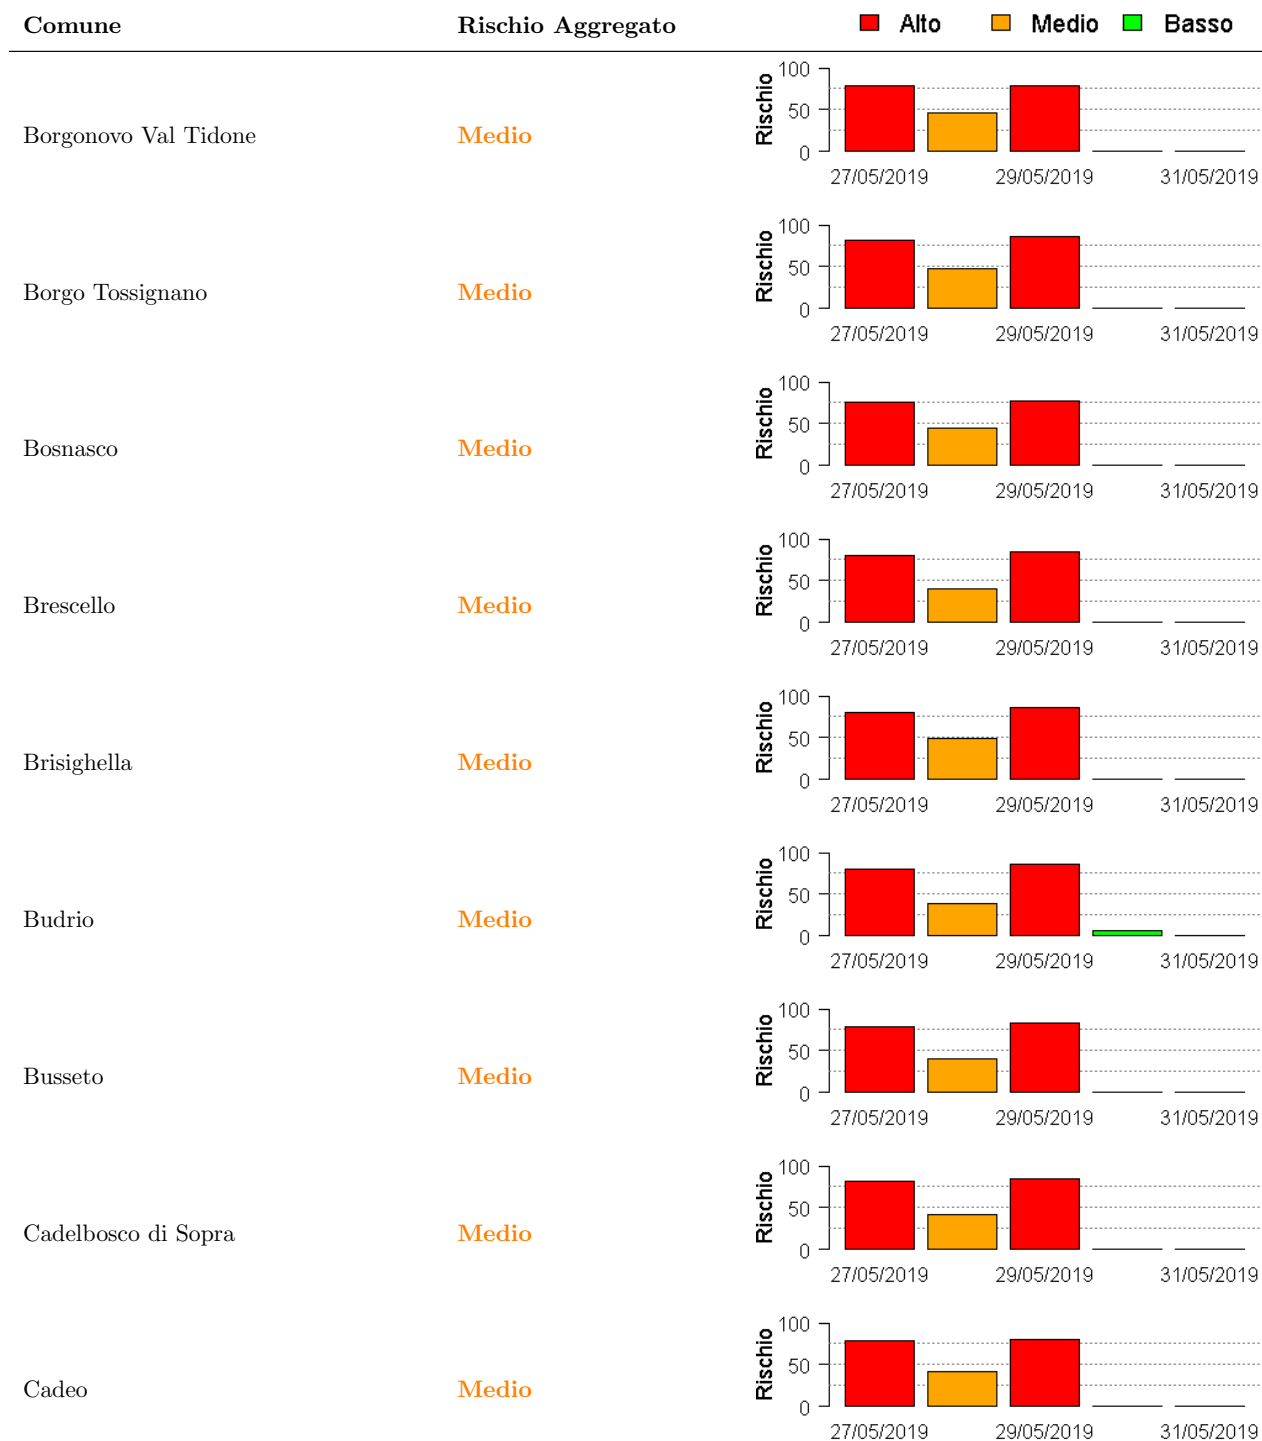 Comune Rischio Aggregato Alto Medio Basso
Borgonovo Val Tidone Medio Rischio 100 50 0
27/05/2019 29/05/2019 31/05/2019
Borgo Tossignano Medio Rischio 100 50 0
27/05/2019 29/05/2019 31/05/2019
Bosnasco Medio Rischio 100 50 0
27/05/2019 29/05/2019 31/05/2019
Brescello Medio Rischio 100 50 0
27/05/2019 29/05/2019 31/05/2019
Brisighella Medio Rischio 100 50 0
27/05/2019 29/05/2019 31/05/2019
Budrio Medio Rischio 100 50 0
27/05/2019 29/05/2019 31/05/2019
Busseto Medio Rischio 100 50 0
27/05/2019 29/05/2019 31/05/2019
Cadelbosco di Sopra Medio Rischio 100 50 0
27/05/2019 29/05/2019 31/05/2019
Cadeo Medio Rischio 100 50 0
27/05/2019 29/05/2019 31/05/2019